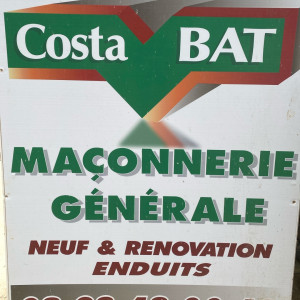 Costa BAT
MAÇONNERIE
GÉNÉRALE
NEUF & RENOVATION
ENDUITS